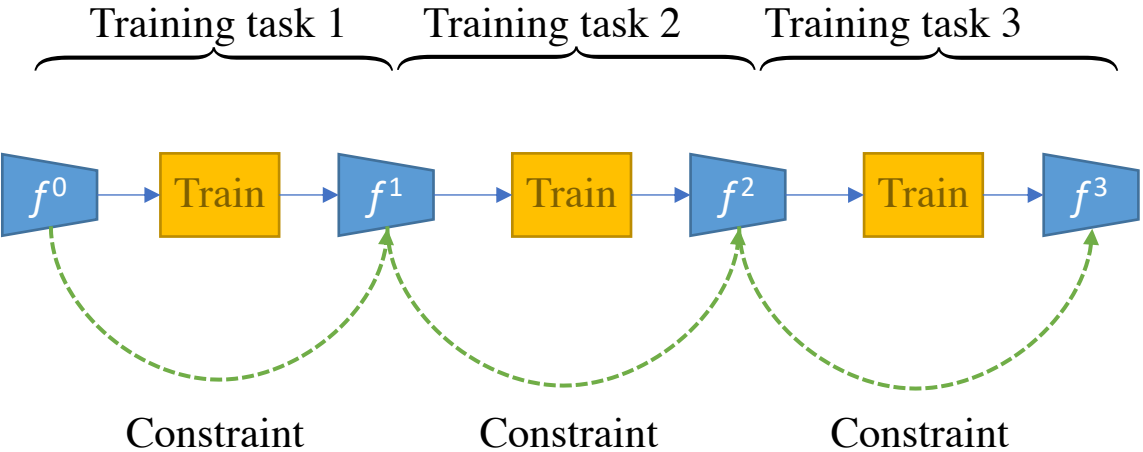 Training task 1 Training task 2 Training task 3
f⁰ Train f¹ Train f² Train f³
Constraint Constraint Constraint